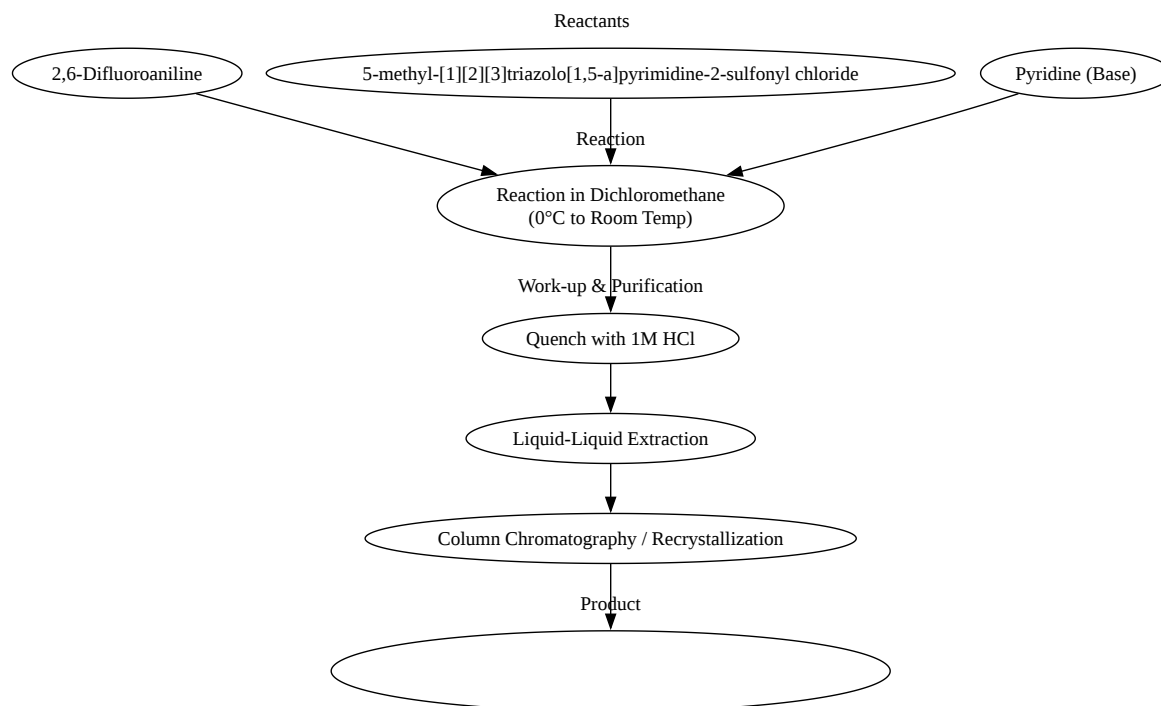 Reactants
2,6-Difluoroaniline
5-methyl-[1][2][3]triazolo[1,5-a]pyrimidine-2-sulfonyl chloride
Pyridine (Base)
Reaction
Reaction in Dichloromethane
(0°C to Room Temp)
Work-up & Purification
Quench with 1M HCl
Liquid-Liquid Extraction
Column Chromatography / Recrystallization
Product